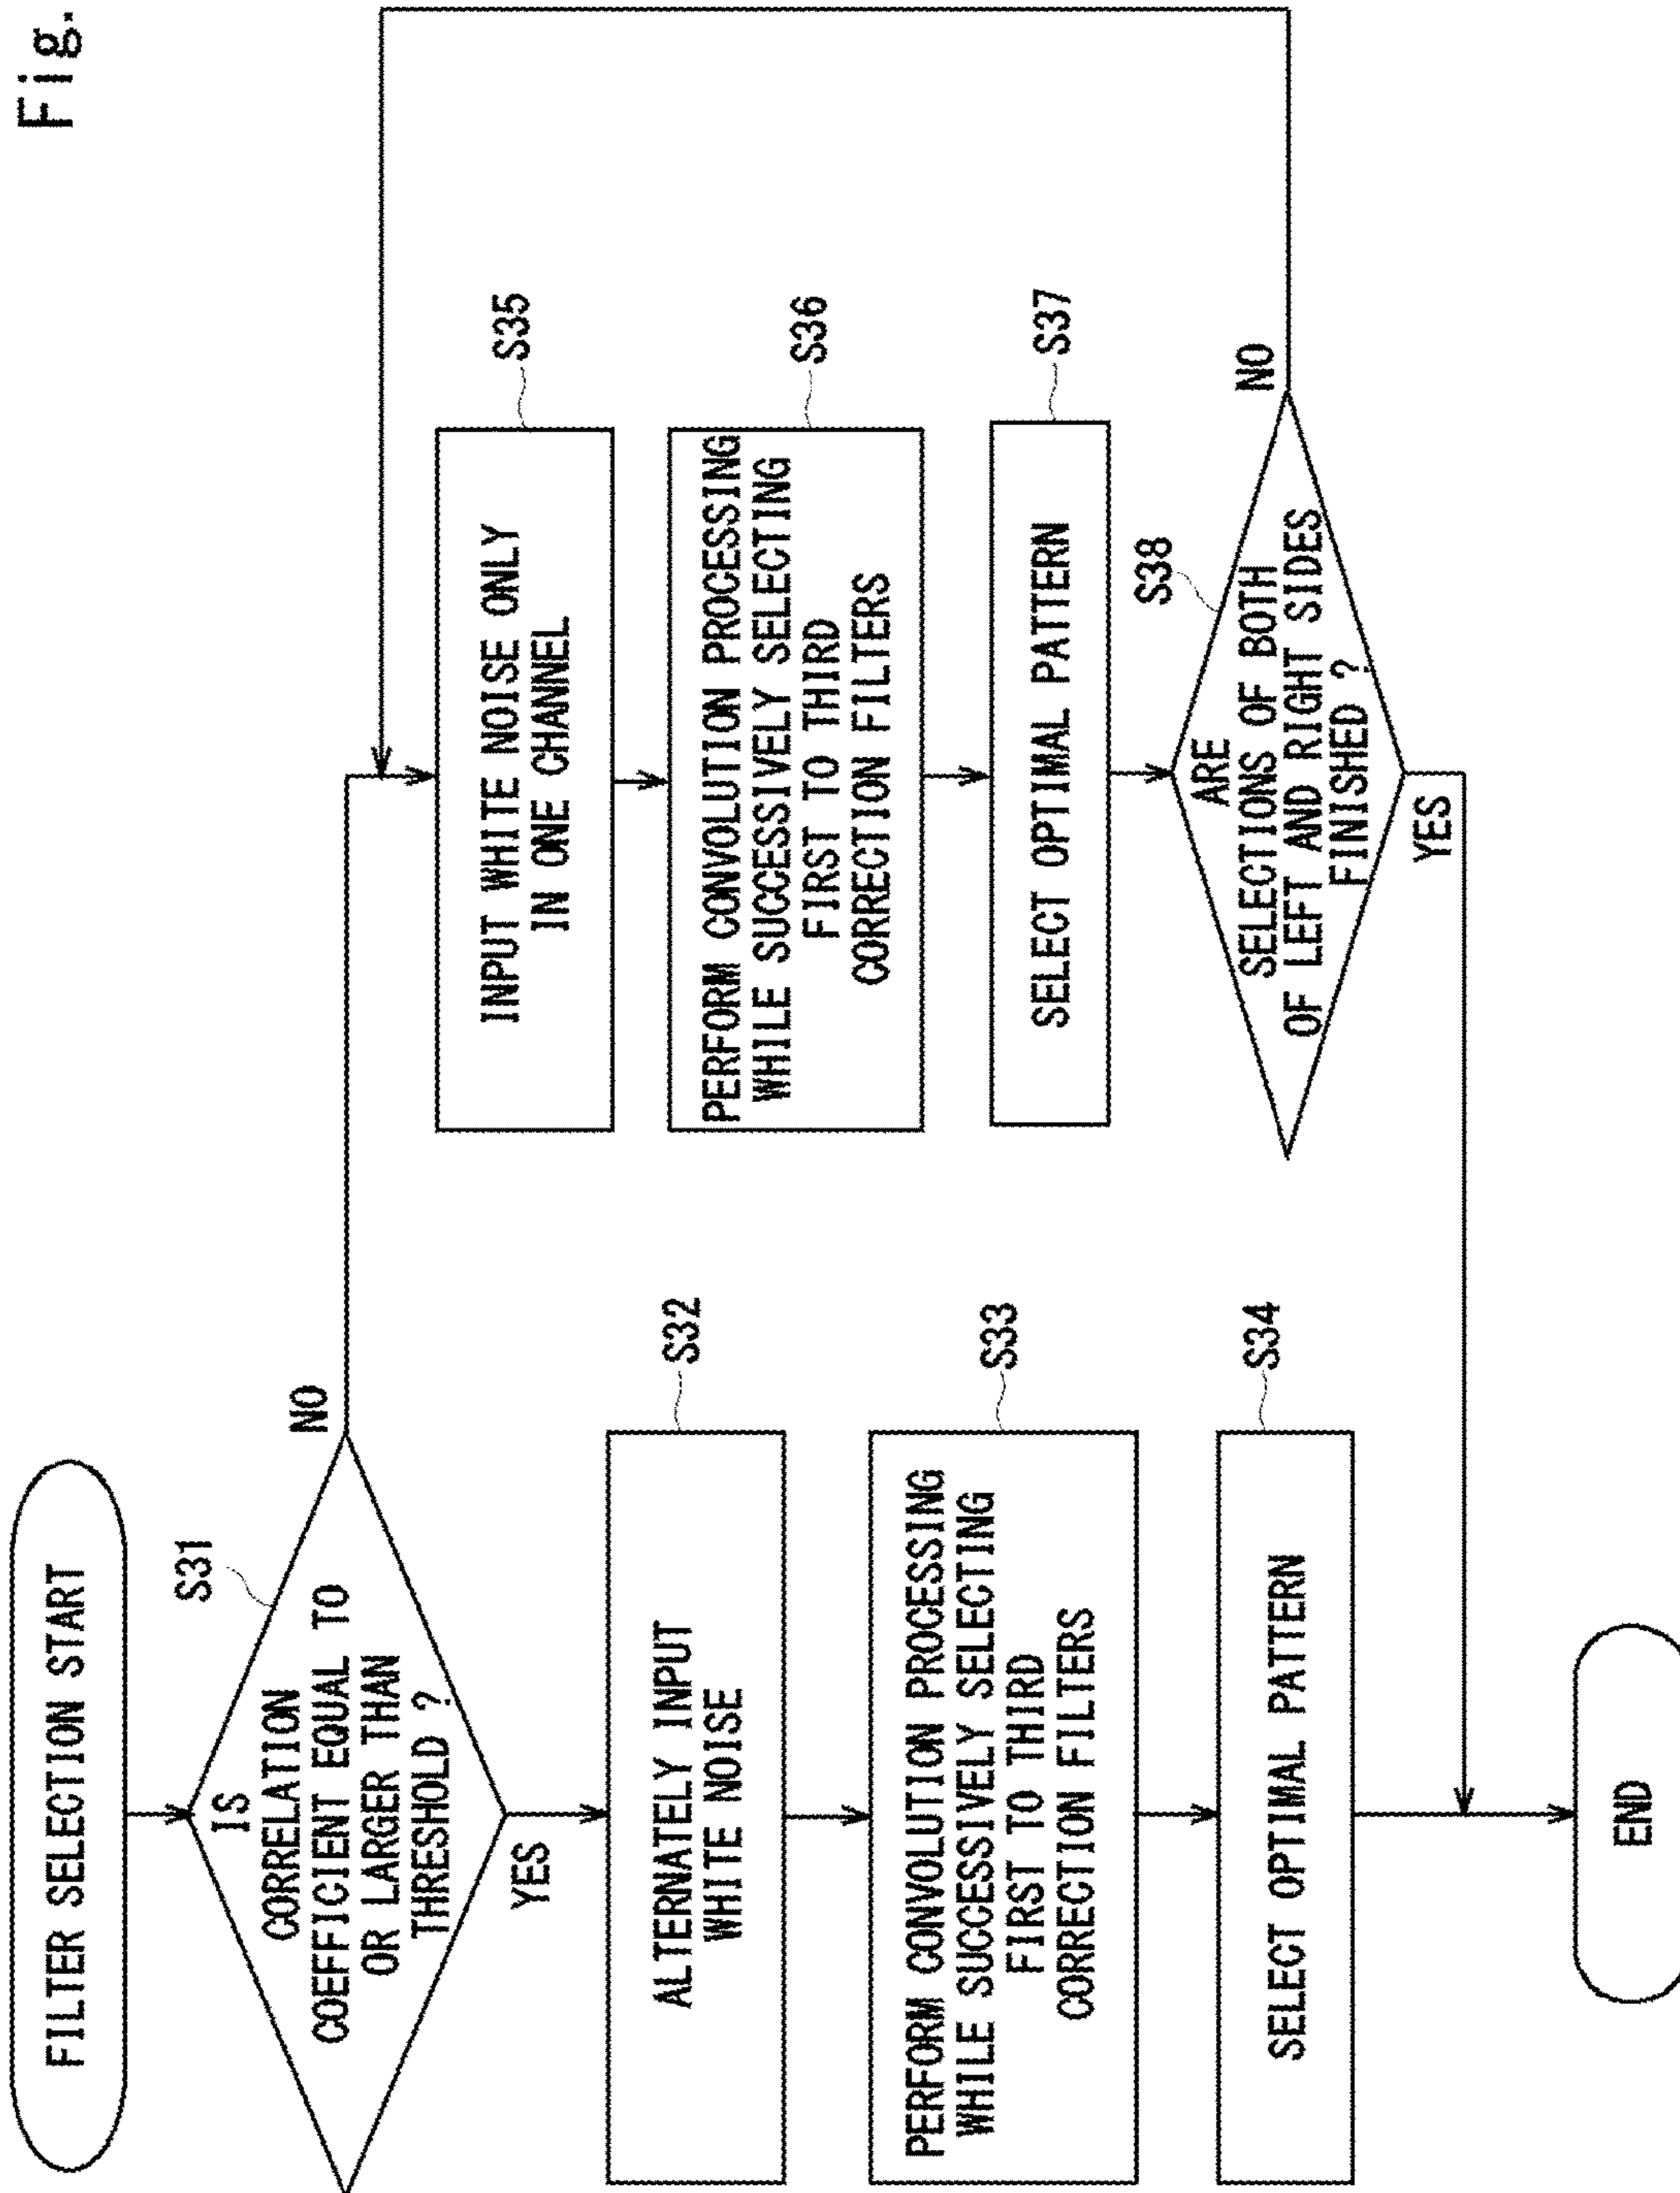 Fig.
FILTER SELECTION START
S31
IS
CORRELATION
COEFFICIENT EQUAL TO
OR LARGER THAN
THRESHOLD ?
NO
YES
S32
ALTERNATELY INPUT
WHITE NOISE
S33
PERFORM CONVOLUTION PROCESSING
WHILE SUCCESSIVELY SELECTING
FIRST TO THIRD
CORRECTION FILTERS
S34
SELECT OPTIMAL PATTERN
S35
INPUT WHITE NOISE ONLY
IN ONE CHANNEL
S36
PERFORM CONVOLUTION PROCESSING
WHILE SUCCESSIVELY SELECTING
FIRST TO THIRD
CORRECTION FILTERS
S37
SELECT OPTIMAL PATTERN
S38
ARE
SELECTIONS OF BOTH
OF LEFT AND RIGHT SIDES
FINISHED ?
NO
YES
END